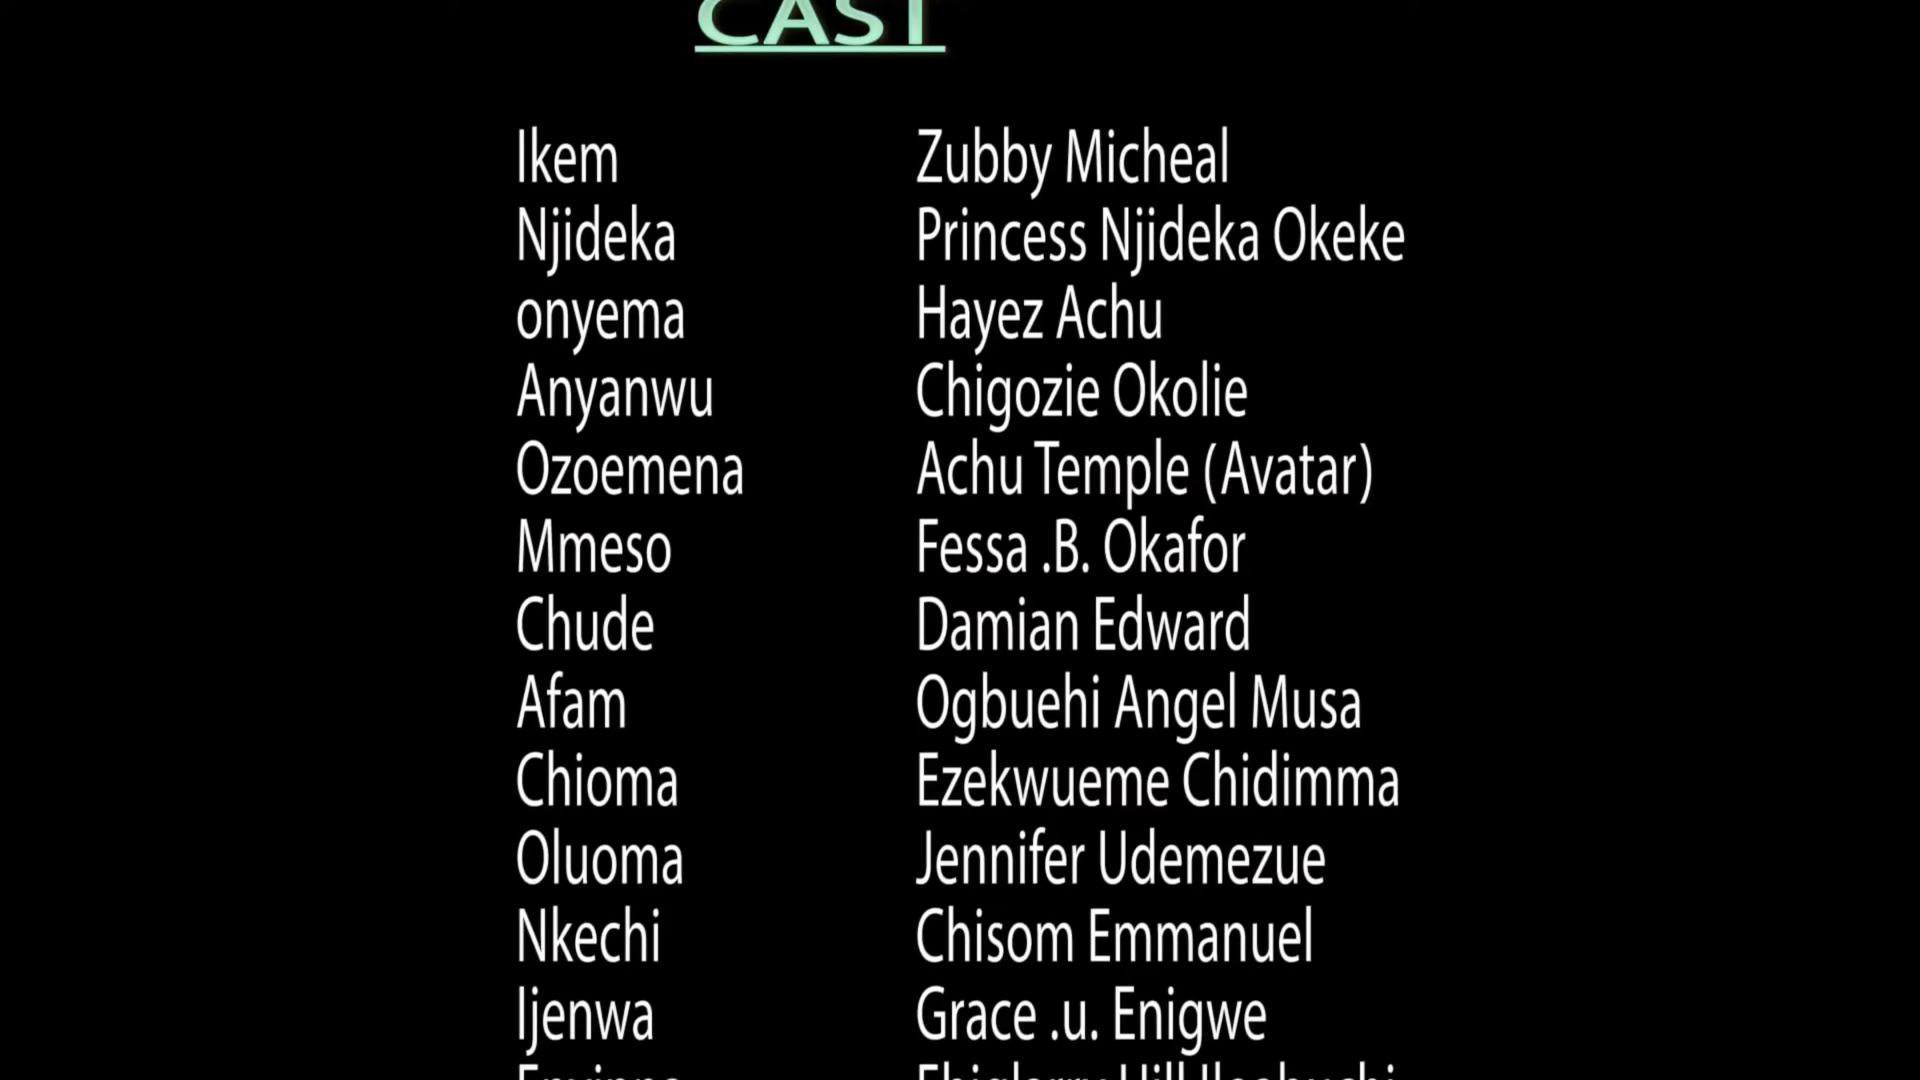 CAST
Ikem Zubby Micheal
Njideka Princess Njideka Okeke
onyema Hayez Achu
Anyanwu Chigozie Okolie
Ozoemena Achu Temple (Avatar)
Mmeso Fessa .B. Okafor
Chude Damian Edward
Afam Ogbuehi Angel Musa
Chioma Ezekwueme Chidimma
Oluoma Jennifer Udemezue
Nkechi Chisom Emmanuel
Ijenwa Grace .u. Enigwe